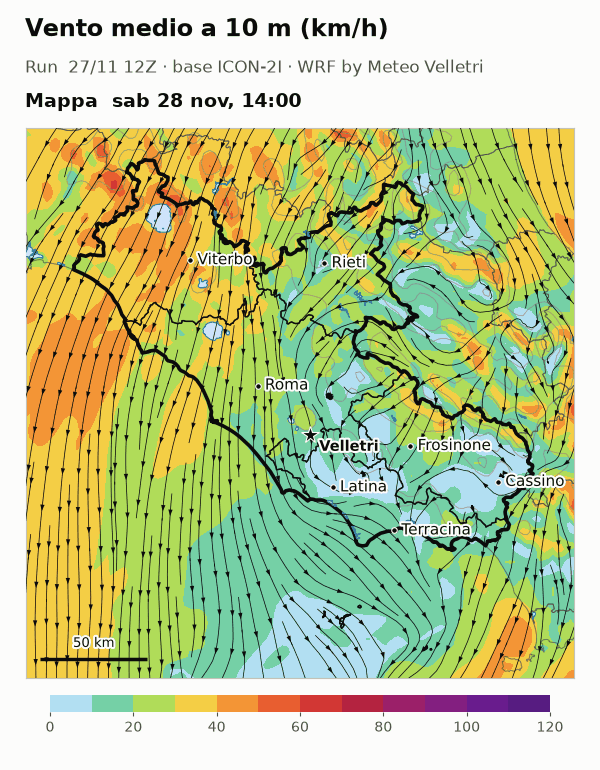 Vento medio a 10 m (km/h)
Run 27/11 12Z · base ICON-2I · WRF by Meteo Velletri
Mappa sab 28 nov, 14:00
Viterbo
Rieti
Roma
Velletri
Frosinone
Latina
Cassino
Terracina
50 km
0 20 40 60 80 100 120